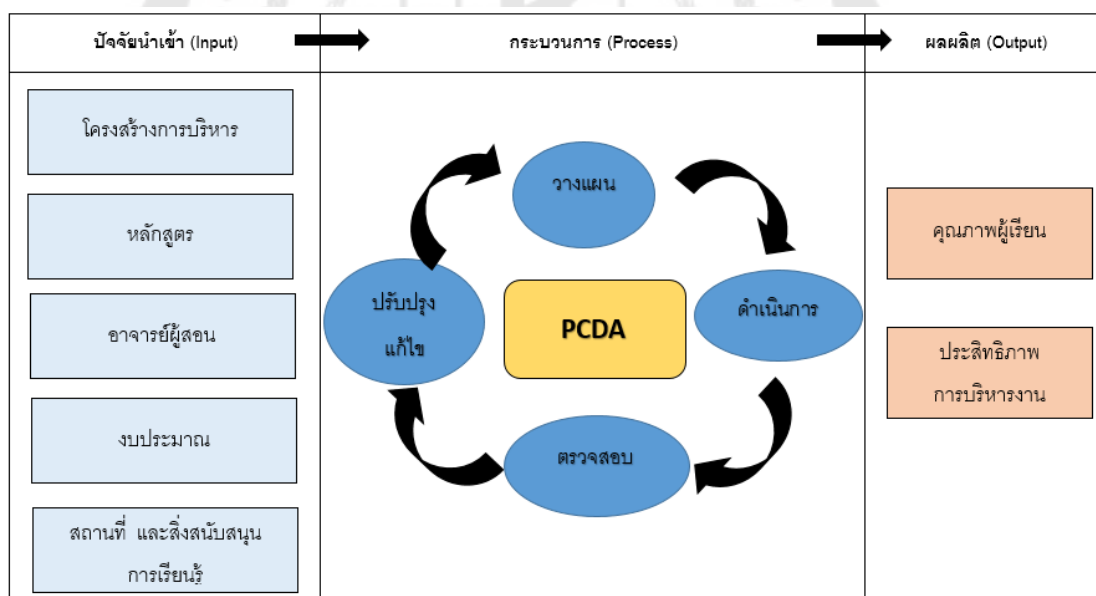 ปัจจัยนำเข้า (Input)
กระบวนการ (Process)
ผลผลิต (Output)
โครงสร้างการบริหาร
หลักสูตร
อาจารย์ผู้สอน
งบประมาณ
สถานที่ และสิ่งสนับสนุน
การเรียนรู้
วางแผน
ดำเนินการ
ตรวจสอบ
ปรับปรุง
แก้ไข
PCDA
คุณภาพผู้เรียน
ประสิทธิภาพ
การบริหารงาน